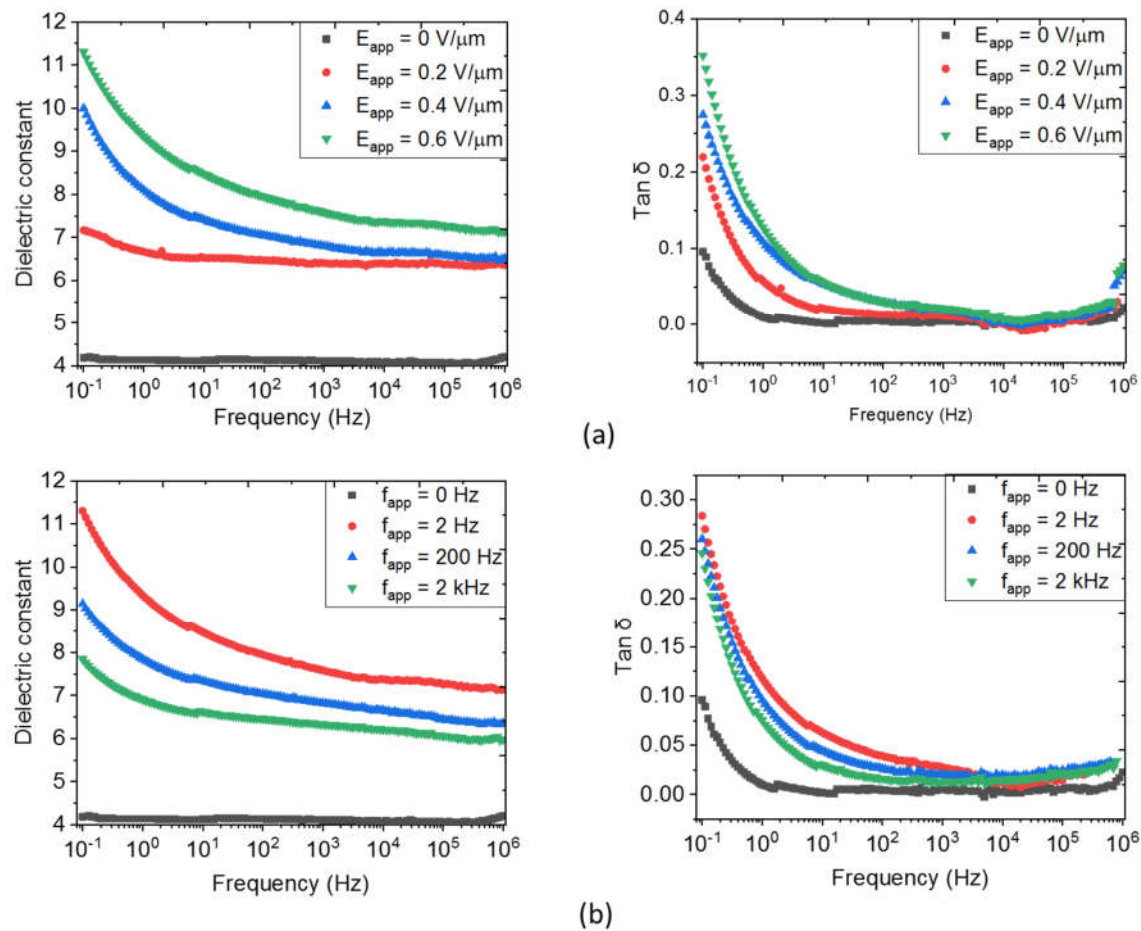 12
11
10
9
8
7
6
5
4
Dielectric constant
E_app = 0 V/μm
E_app = 0.2 V/μm
E_app = 0.4 V/μm
E_app = 0.6 V/μm
10^-1 10^0 10^1 10^2 10^3 10^4 10^5 10^6
Frequency (Hz)
0.4
0.3
0.2
0.1
0.0
Tan δ
E_app = 0 V/μm
E_app = 0.2 V/μm
E_app = 0.4 V/μm
E_app = 0.6 V/μm
10^-1 10^0 10^1 10^2 10^3 10^4 10^5 10^6
Frequency (Hz)
(a)
12
11
10
9
8
7
6
5
4
Dielectric constant
f_app = 0 Hz
f_app = 2 Hz
f_app = 200 Hz
f_app = 2 kHz
10^-1 10^0 10^1 10^2 10^3 10^4 10^5 10^6
Frequency (Hz)
0.30
0.25
0.20
0.15
0.10
0.05
0.00
Tan δ
f_app = 0 Hz
f_app = 2 Hz
f_app = 200 Hz
f_app = 2 kHz
10^-1 10^0 10^1 10^2 10^3 10^4 10^5 10^6
Frequency (Hz)
(b)